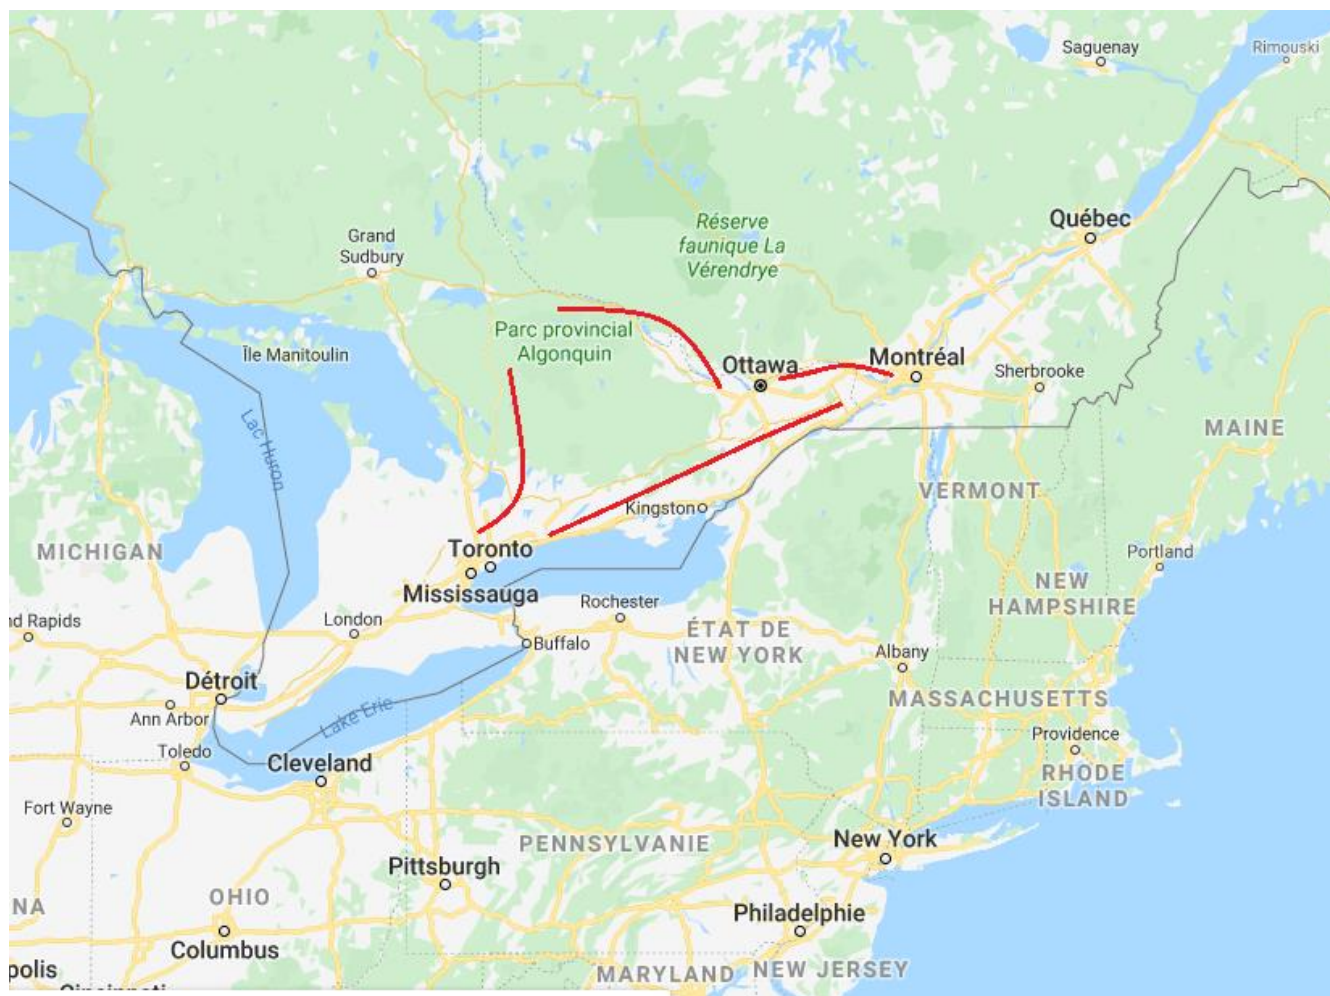 Saguenay
Rimouski
Québec
Réserve
faunique La
Vérendrye
Grand
Sudbury
Parc provincial
Algonquin
Île Manitoulin
Ottawa
Montréal
Sherbrooke
MAINE
Lac Huron
VERMONT
Kingston
MICHIGAN
Toronto
Mississauga
Portland
NEW
HAMPSHIRE
nd Rapids
London
Rochester
Buffalo
ÉTAT DE
NEW YORK
Albany
Détroit
MASSACHUSETTS
Ann Arbor
Lake Erie
Providence
Toledo
Cleveland
RHODE
ISLAND
Fort Wayne
PENNSYLVANIE
New York
Pittsburgh
OHIO
NA
Philadelphie
Columbus
polis
MARYLAND
NEW JERSEY
Cincinnati